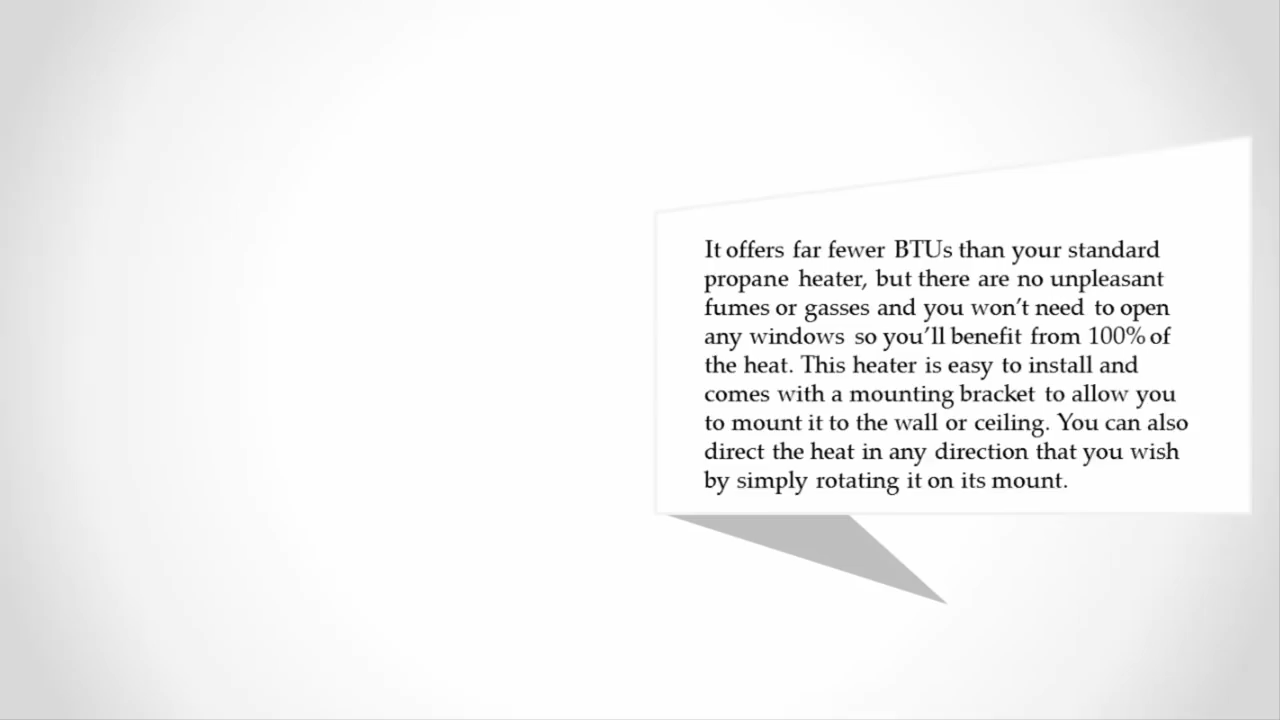 It offers far fewer BTUs than your standard
propane heater, but there are no unpleasant
fumes or gasses and you won’t need to open
any windows so you’ll benefit from 100% of
the heat. This heater is easy to install and
comes with a mounting bracket to allow you
to mount it to the wall or ceiling. You can also
direct the heat in any direction that you wish
by simply rotating it on its mount.